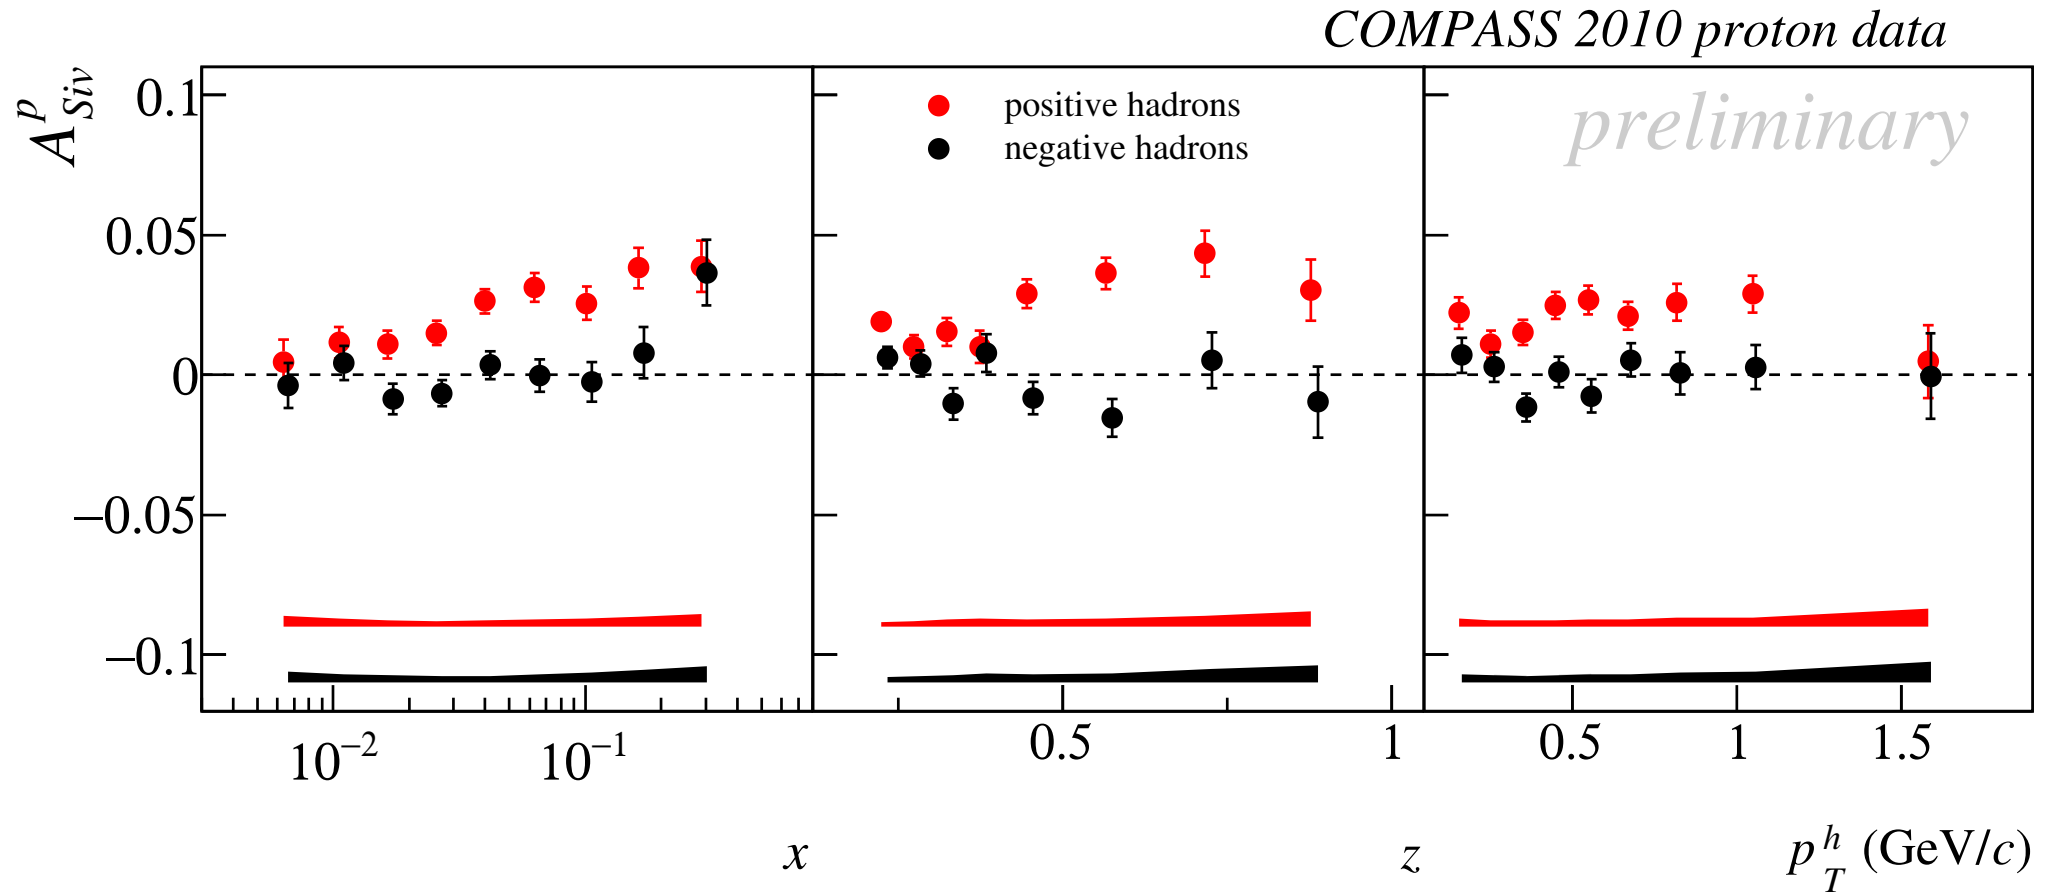 COMPASS 2010 proton data
A^p_Siv
0.1
0.05
0
−0.05
−0.1
positive hadrons
negative hadrons
preliminary
10^−2
10^−1
0.5
1
0.5
1
1.5
x
z
p^h_T (GeV/c)